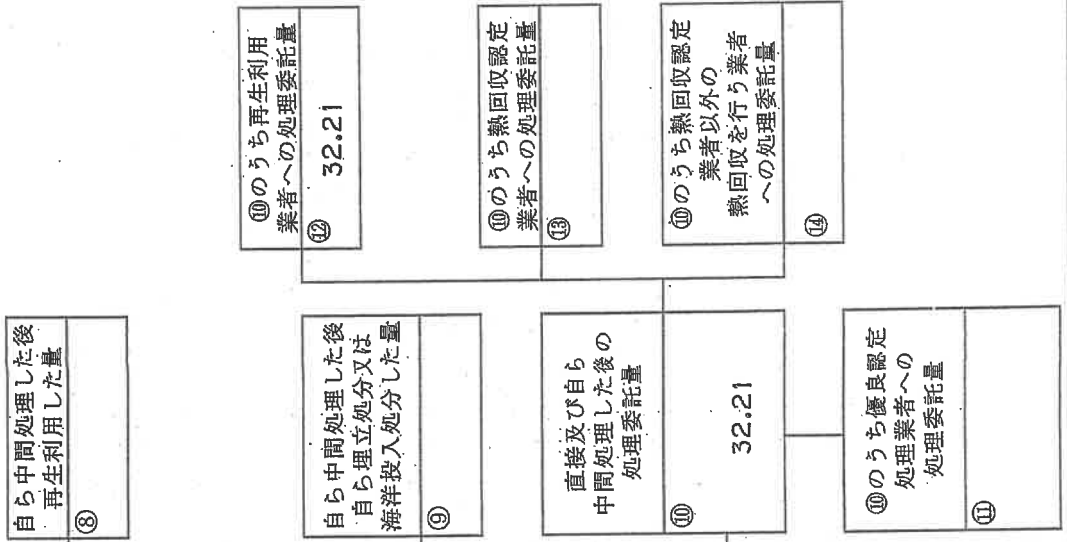 自ら中間処理した後
再生利用した量
⑧
自ら中間処理した後
自ら埋立処分又は
海洋投入処分した量
⑨
直接及び自ら
中間処理した後の
処理委託量
⑩
32.21
⑩のうち優良認定
処理業者への
処理委託量
⑪
⑩のうち再生利用
業者への処理委託量
⑫
32.21
⑩のうち熱回収認定
業者への処理委託量
⑬
⑩のうち熱回収認定
業者以外の
熱回収を行う業者
への処理委託量
⑭